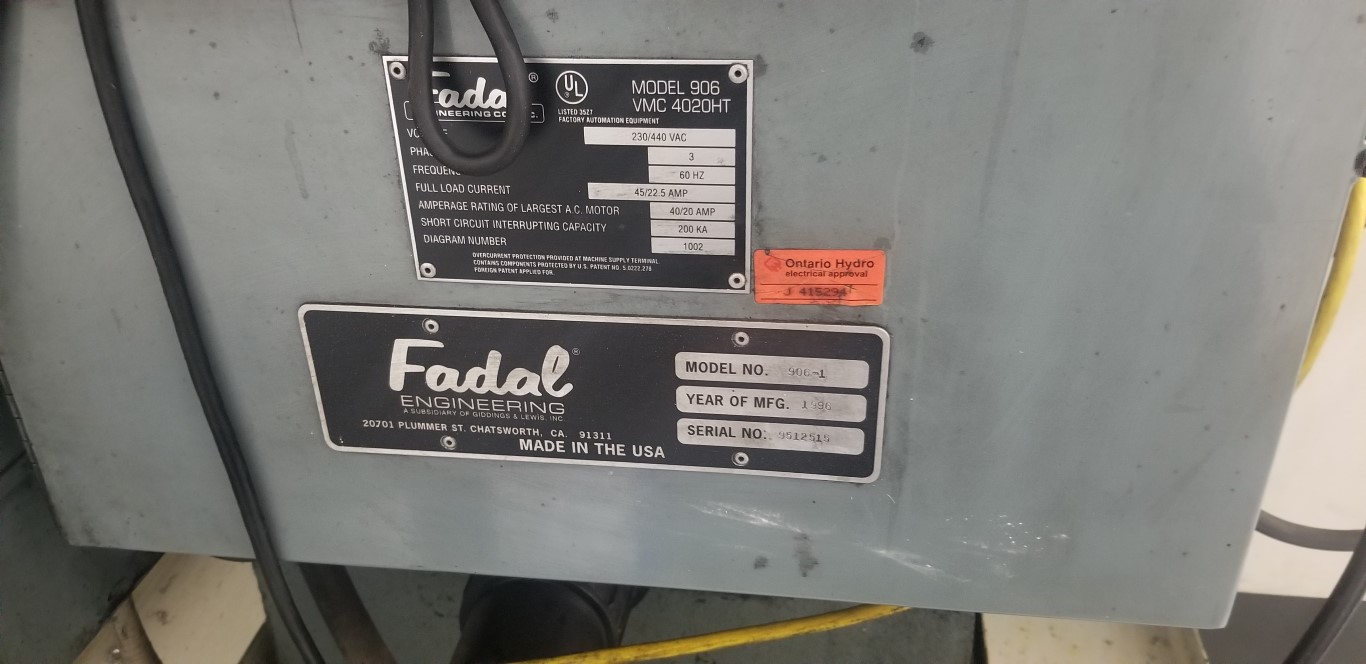 Fadal ®
UL ®
MODEL 906
VMC 4020HT
LISTED 35Z7
FACTORY AUTOMATION EQUIPMENT
230/440 VAC
3
60 HZ
FULL LOAD CURRENT 45/22.5 AMP
AMPERAGE RATING OF LARGEST A.C. MOTOR 40/20 AMP
SHORT CIRCUIT INTERRUPTING CAPACITY 200 KA
DIAGRAM NUMBER 1002
OVERCURRENT PROTECTION PROVIDED AT MACHINE SUPPLY TERMINAL.
CONTAINS COMPONENTS PROTECTED BY U.S. PATENT NO. 5,0222,278
FOREIGN PATENT APPLIED FOR.
Ontario Hydro
electrical approval
J 415294
Fadal ®
ENGINEERING
A SUBSIDIARY OF GIDDINGS & LEWIS, INC
20701 PLUMMER ST. CHATSWORTH, CA. 91311
MADE IN THE USA
MODEL NO. 906-1
YEAR OF MFG. 1996
SERIAL NO: 9512515